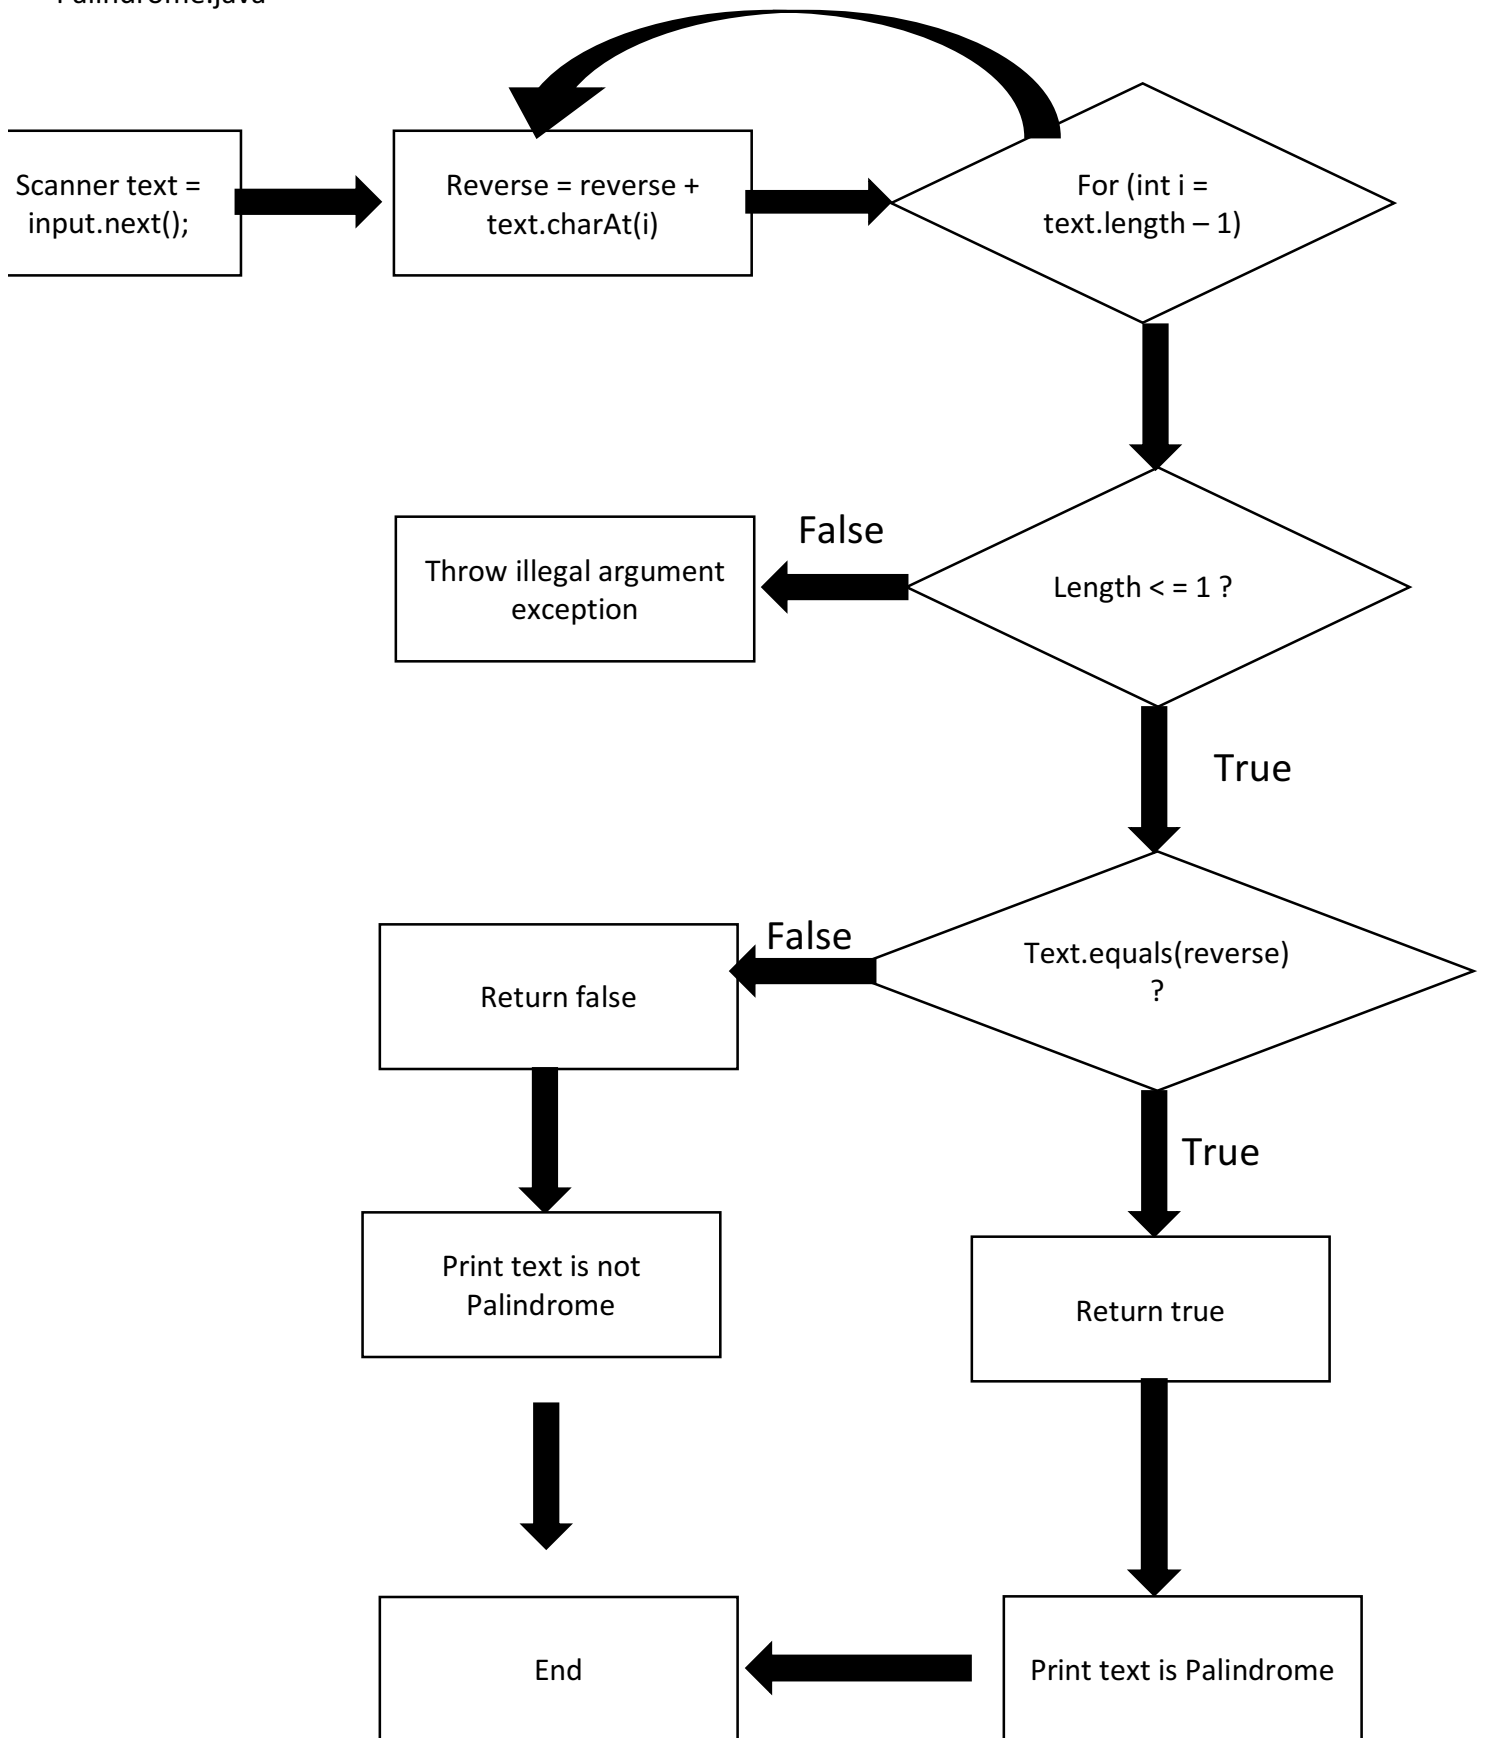 Palindrome.java
Scanner text =
input.next();
Reverse = reverse +
text.charAt(i)
For (int i =
text.length – 1)
False
Throw illegal argument
exception
Length < = 1 ?
True
False
Text.equals(reverse)
?
Return false
True
Print text is not
Palindrome
Return true
End
Print text is Palindrome